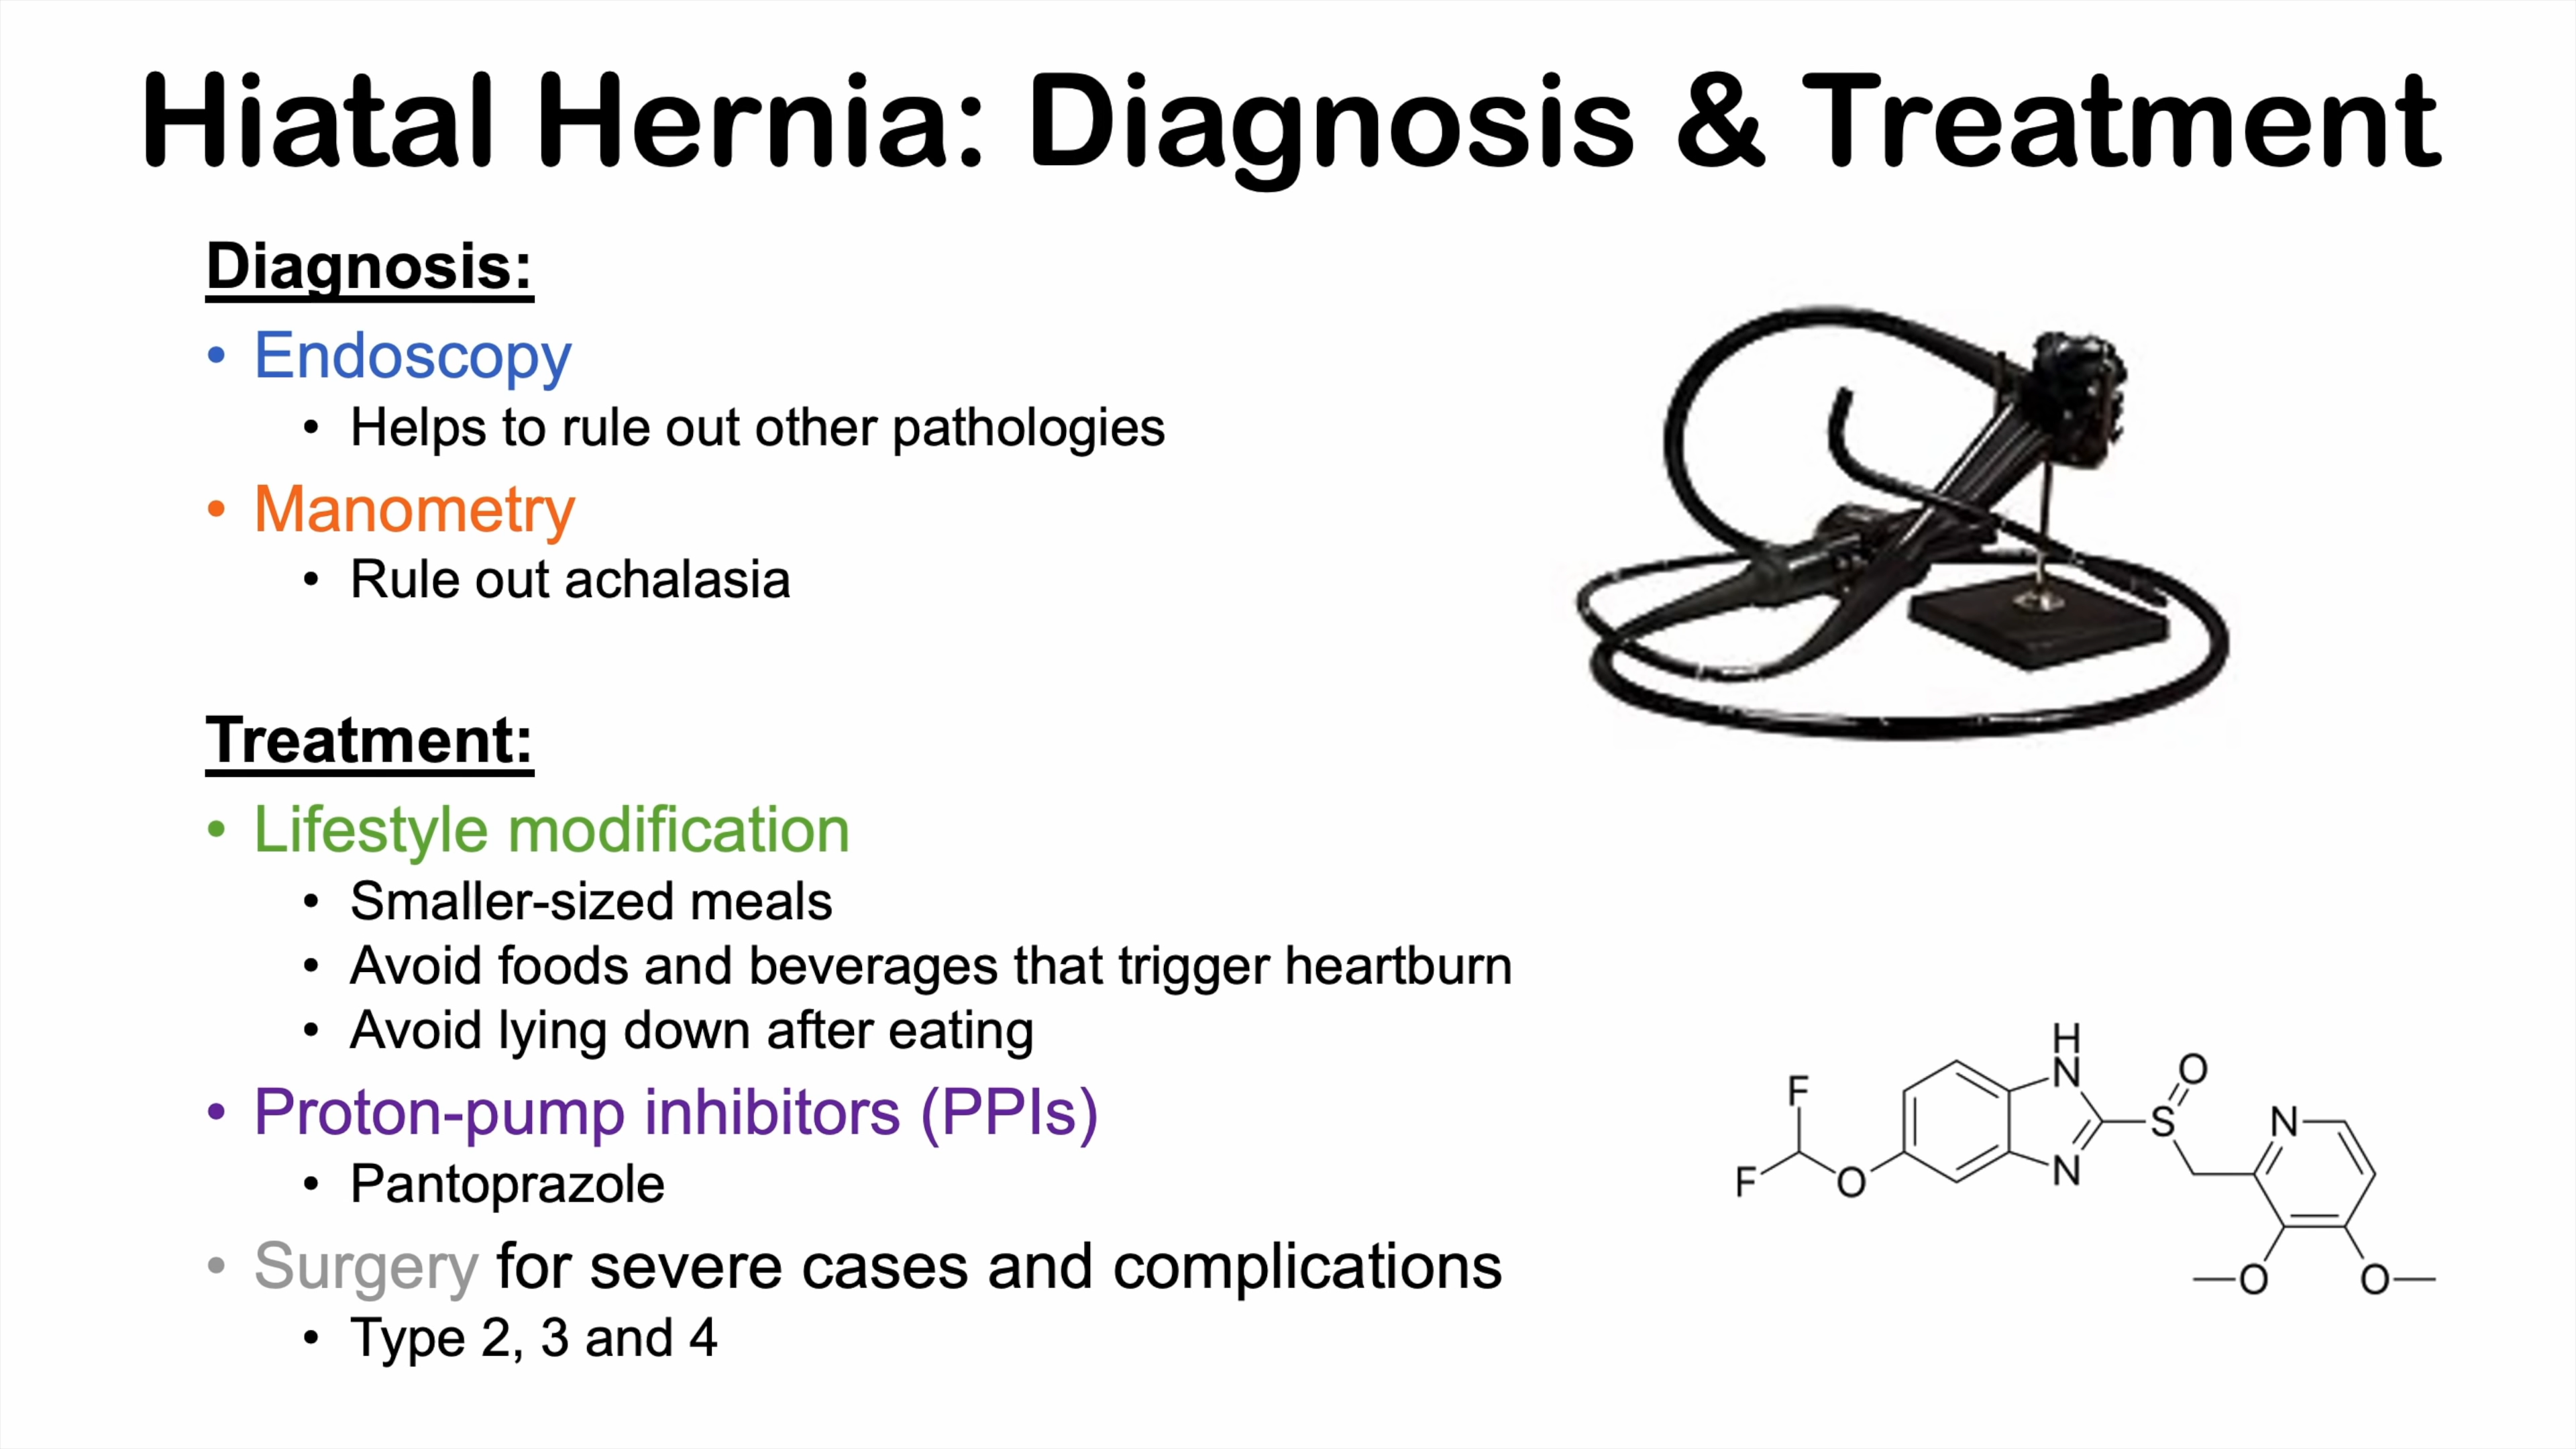 Hiatal Hernia: Diagnosis & Treatment
Diagnosis:
• Endoscopy
• Helps to rule out other pathologies
• Manometry
• Rule out achalasia
Treatment:
• Lifestyle modification
• Smaller-sized meals
• Avoid foods and beverages that trigger heartburn
• Avoid lying down after eating
• Proton-pump inhibitors (PPIs)
• Pantoprazole
• Surgery for severe cases and complications
• Type 2, 3 and 4
H
N
O
F
S
N
F
O
N
O
O